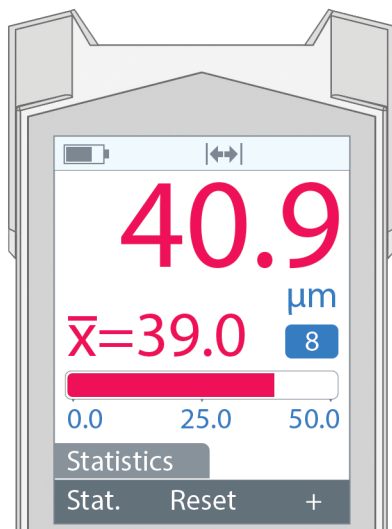 40.9
μm
x̅=39.0 8
0.0 25.0 50.0
Statistics
Stat. Reset +